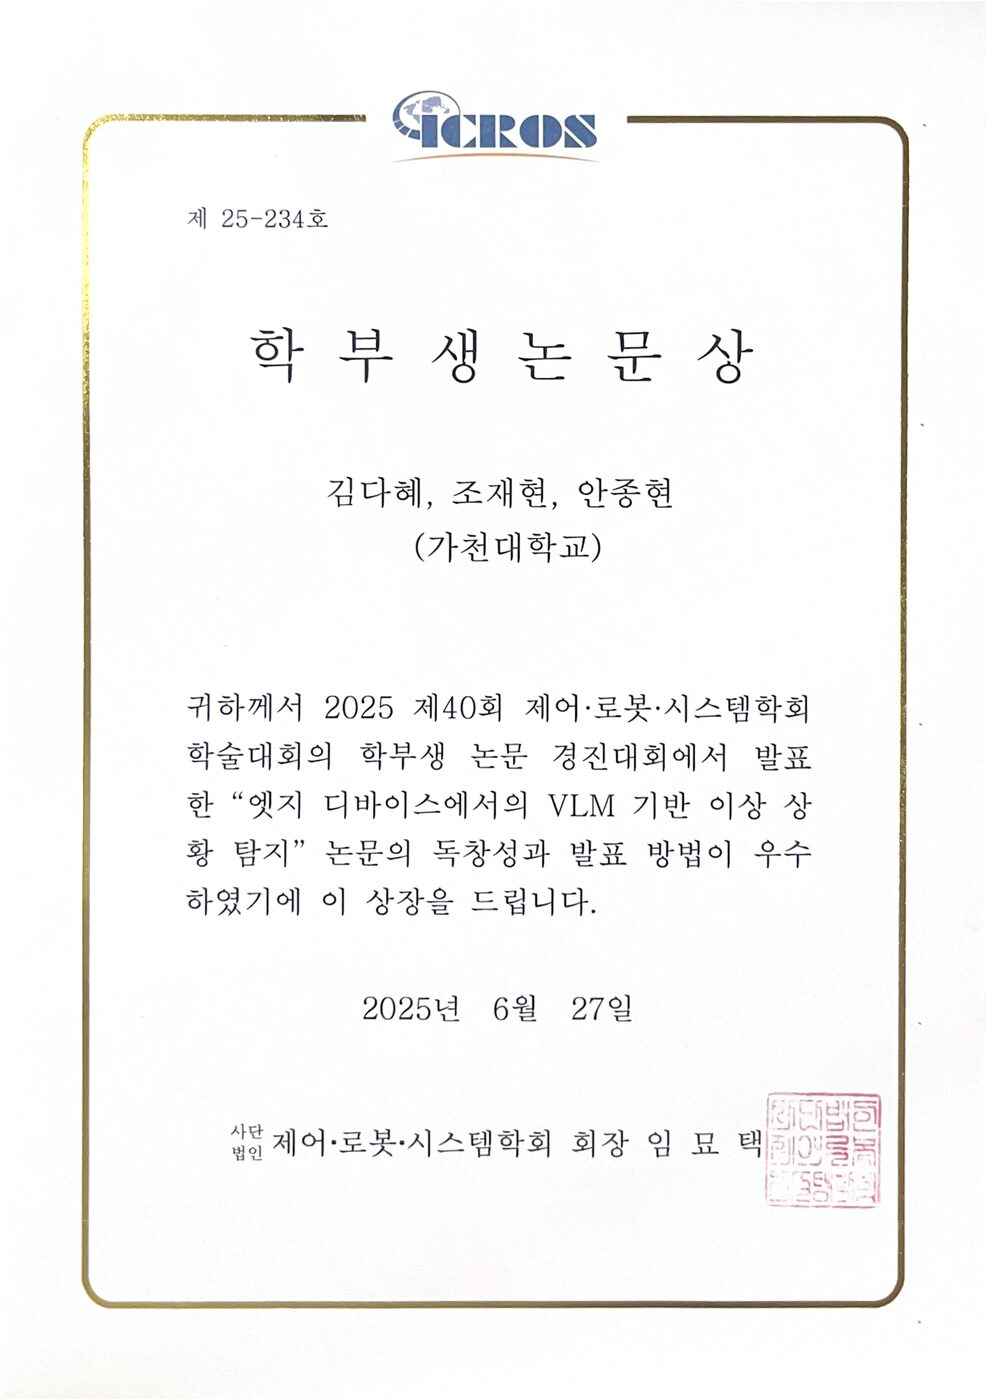 ICROS
제 25-234호
학 부 생 논 문 상
김다혜, 조재현, 안종현
(가천대학교)
귀하께서 2025 제40회 제어·로봇·시스템학회
학술대회의 학부생 논문 경진대회에서 발표
한 “엣지 디바이스에서의 VLM 기반 이상 상
황 탐지” 논문의 독창성과 발표 방법이 우수
하였기에 이 상장을 드립니다.
2025년 6월 27일
사단
법인 제어·로봇·시스템학회 회장 임 묘 택